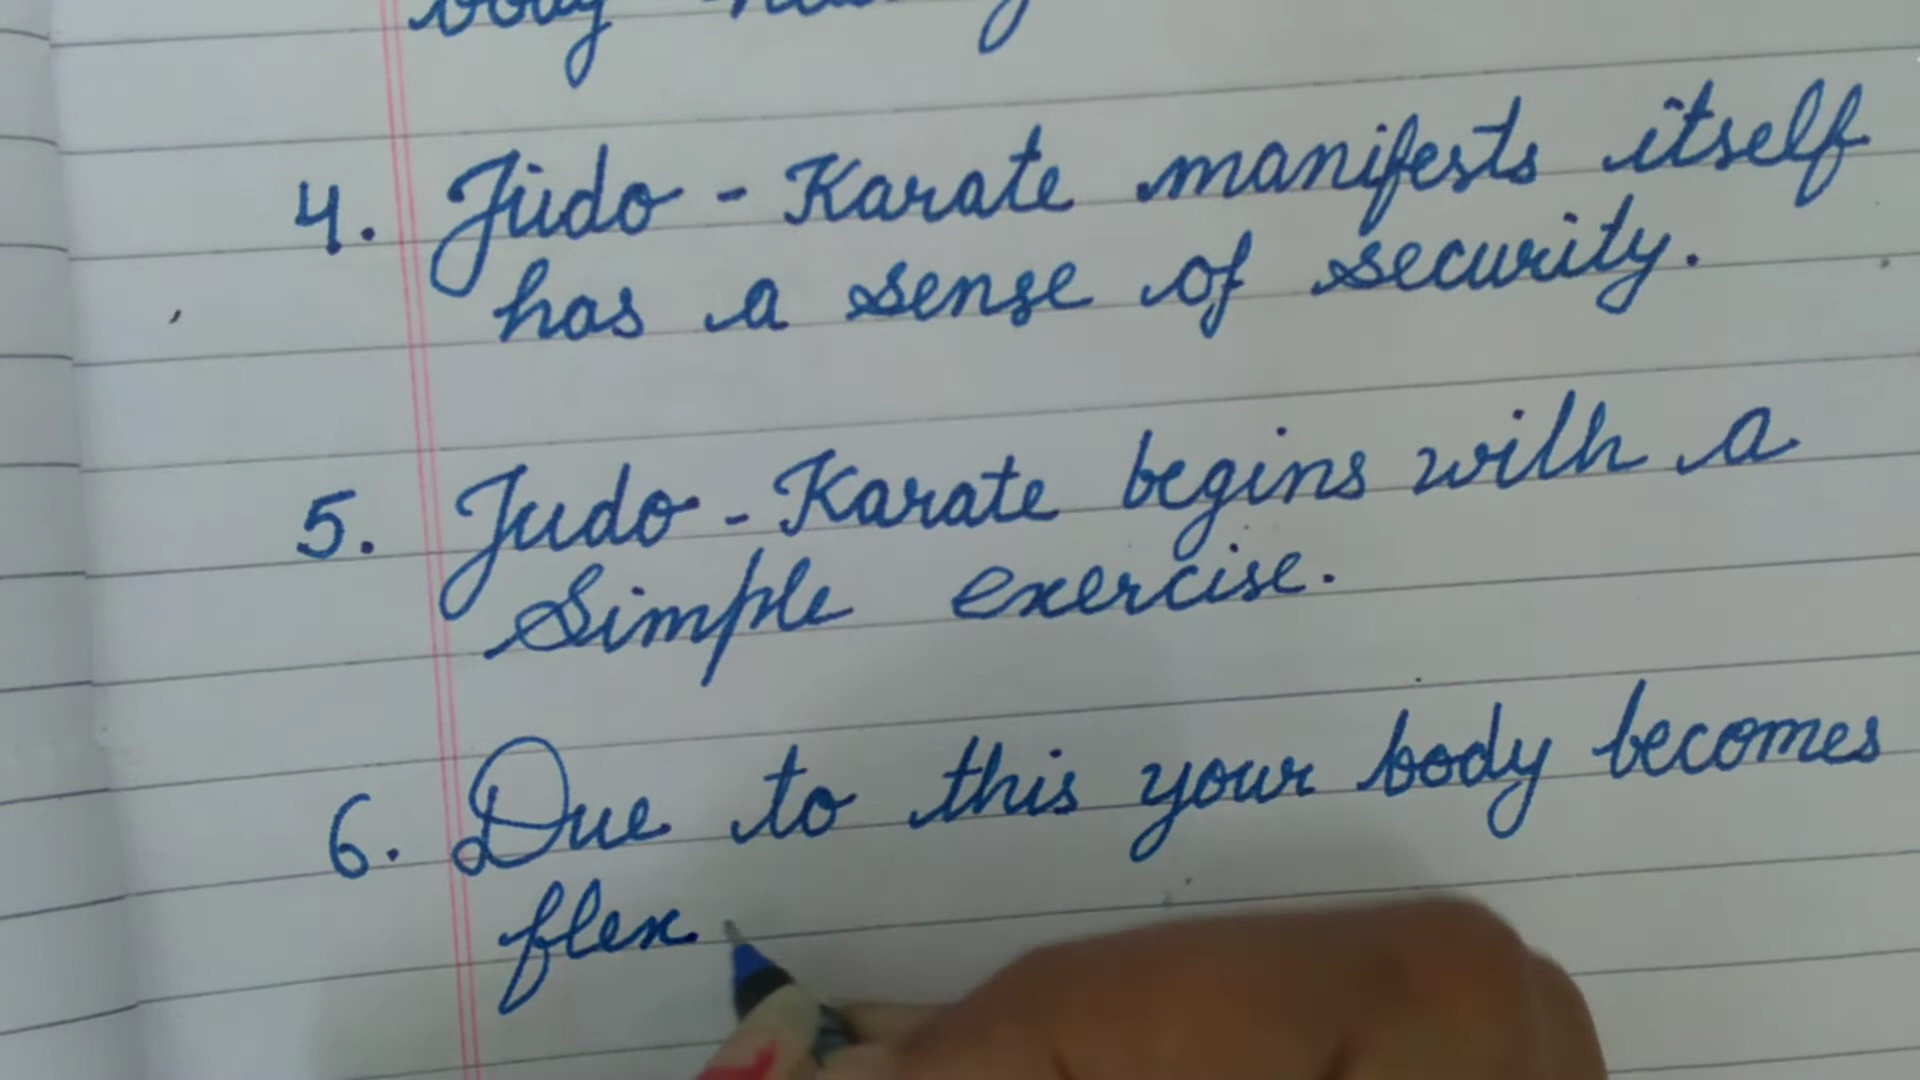 body
4. Judo - Karate manifests itself
has a sense of security.
5. Judo - Karate begins with a
Simple exercise.
6. Due to this your body becomes
flex